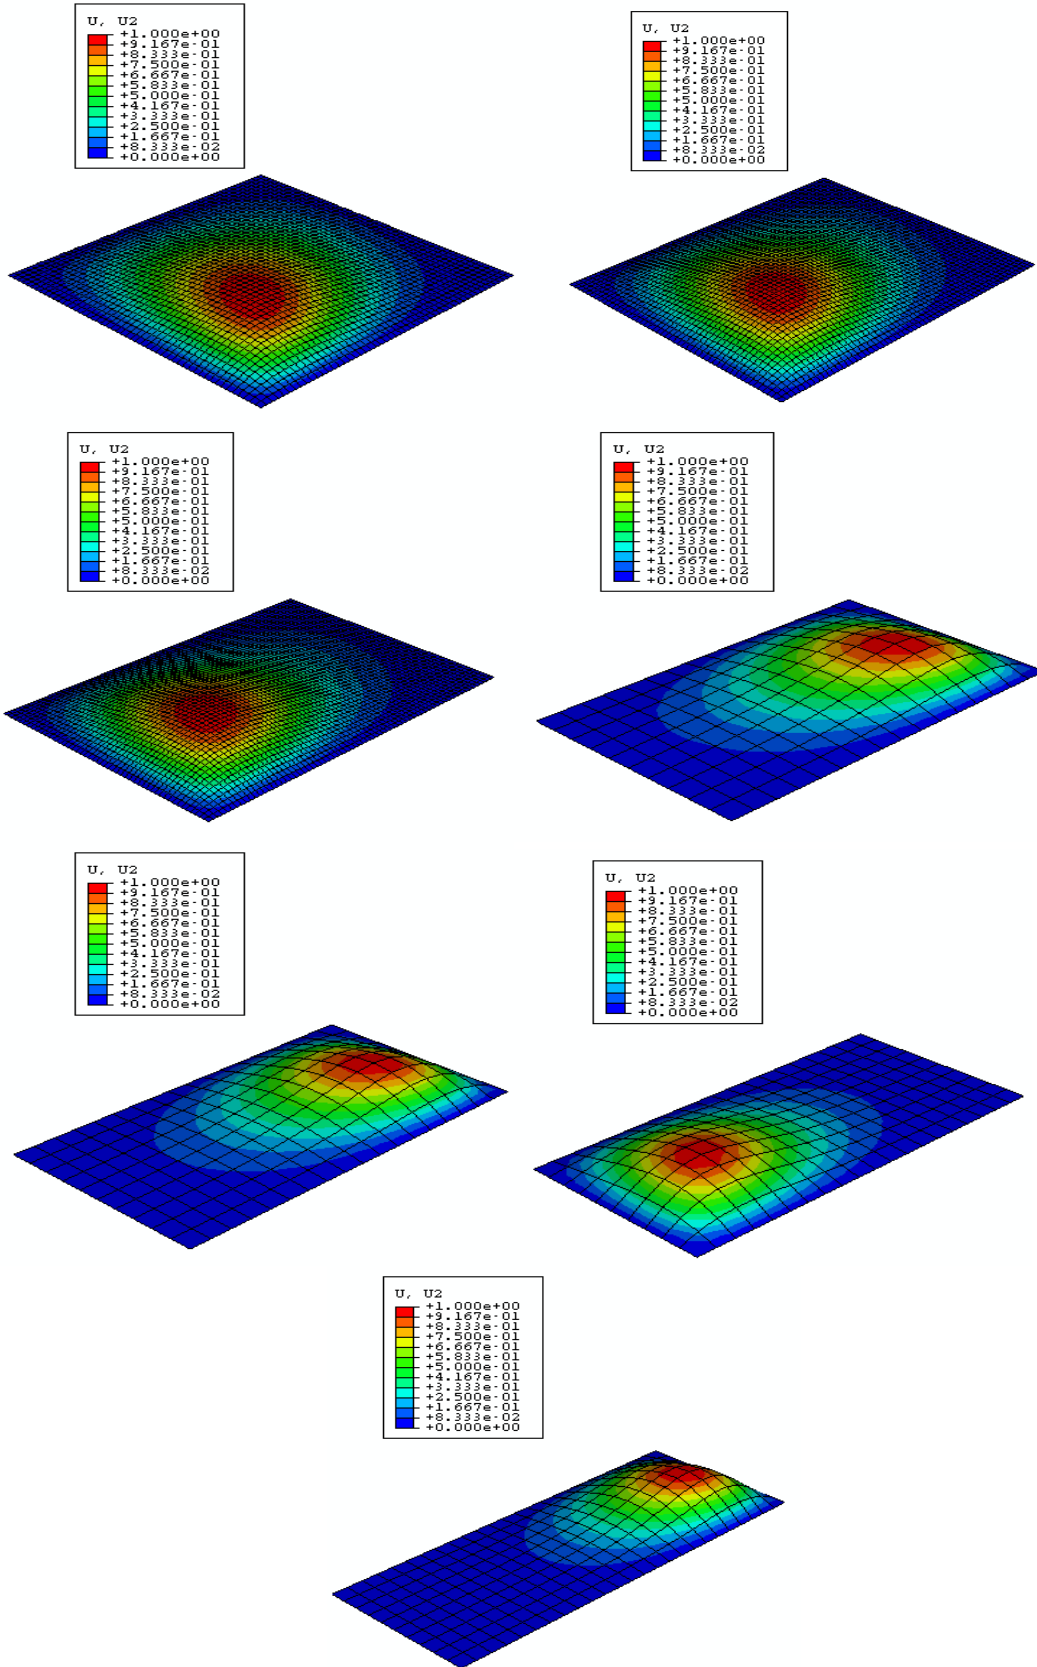 U, U2
+1.000e+00
+9.167e-01
+8.333e-01
+7.500e-01
+6.667e-01
+5.833e-01
+5.000e-01
+4.167e-01
+3.333e-01
+2.500e-01
+1.667e-01
+8.333e-02
+0.000e+00
U, U2
+1.000e+00
+9.167e-01
+8.333e-01
+7.500e-01
+6.667e-01
+5.833e-01
+5.000e-01
+4.167e-01
+3.333e-01
+2.500e-01
+1.667e-01
+8.333e-02
+0.000e+00
U, U2
+1.000e+00
+9.167e-01
+8.333e-01
+7.500e-01
+6.667e-01
+5.833e-01
+5.000e-01
+4.167e-01
+3.333e-01
+2.500e-01
+1.667e-01
+8.333e-02
+0.000e+00
U, U2
+1.000e+00
+9.167e-01
+8.333e-01
+7.500e-01
+6.667e-01
+5.833e-01
+5.000e-01
+4.167e-01
+3.333e-01
+2.500e-01
+1.667e-01
+8.333e-02
+0.000e+00
U, U2
+1.000e+00
+9.167e-01
+8.333e-01
+7.500e-01
+6.667e-01
+5.833e-01
+5.000e-01
+4.167e-01
+3.333e-01
+2.500e-01
+1.667e-01
+8.333e-02
+0.000e+00
U, U2
+1.000e+00
+9.167e-01
+8.333e-01
+7.500e-01
+6.667e-01
+5.833e-01
+5.000e-01
+4.167e-01
+3.333e-01
+2.500e-01
+1.667e-01
+8.333e-02
+0.000e+00
U, U2
+1.000e+00
+9.167e-01
+8.333e-01
+7.500e-01
+6.667e-01
+5.833e-01
+5.000e-01
+4.167e-01
+3.333e-01
+2.500e-01
+1.667e-01
+8.333e-02
+0.000e+00